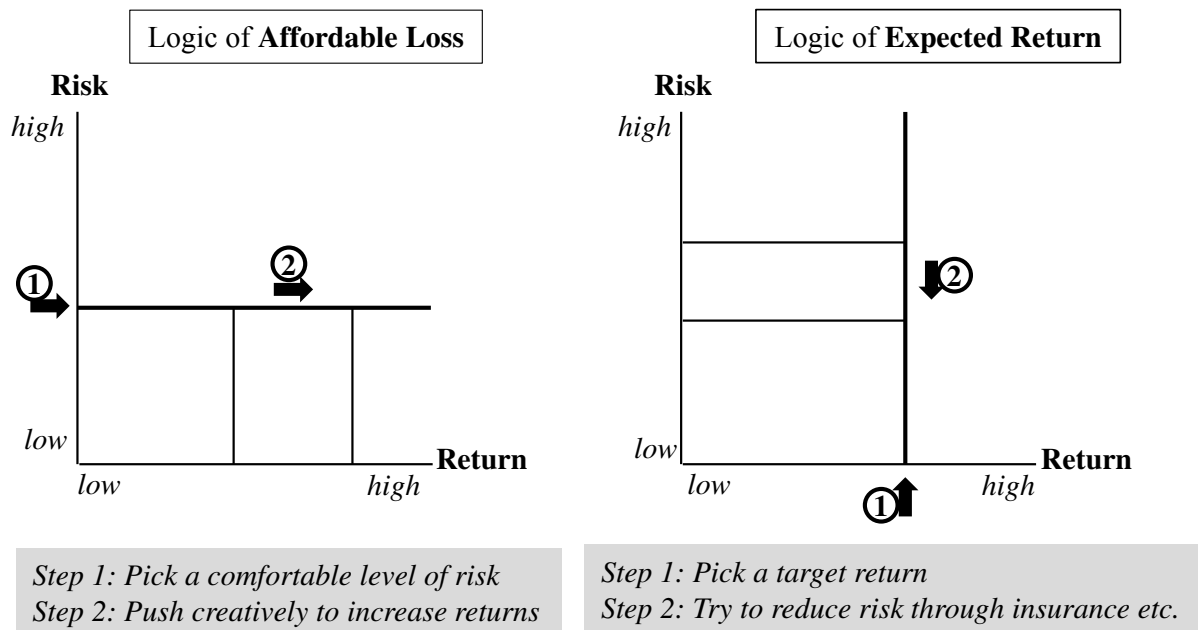 Logic of Affordable Loss
Risk
high
1
2
low
Return
low
high
Step 1: Pick a comfortable level of risk
Step 2: Push creatively to increase returns
Logic of Expected Return
Risk
high
2
low
Return
low
high
1
Step 1: Pick a target return
Step 2: Try to reduce risk through insurance etc.